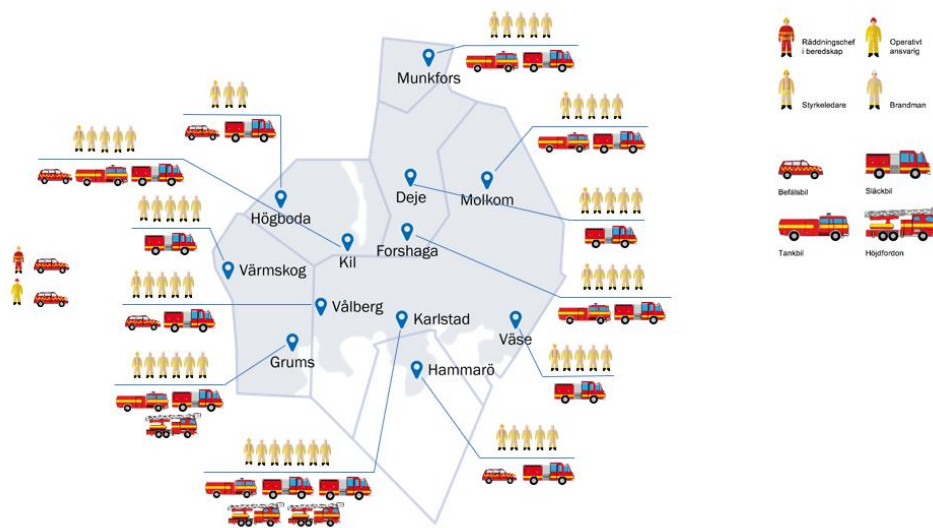 Munkfors
Högboda
Deje
Molkom
Kil
Forshaga
Värmskog
Vålberg
Karlstad
Väse
Grums
Hammarö
Räddningschef
i beredskap
Operativt
ansvarig
Styrkeledare
Brandman
Befälsbil
Släckbil
Tankbil
Höjdfordon